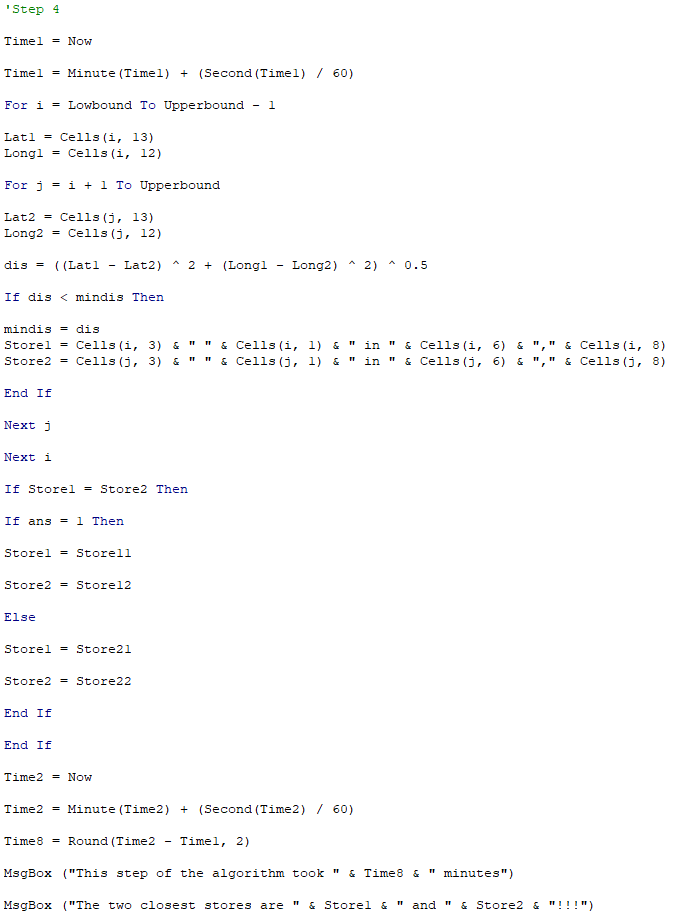 'Step 4
Time1 = Now
Time1 = Minute(Time1) + (Second(Time1) / 60)
For i = Lowbound To Upperbound - 1
Lat1 = Cells(i, 13)
Long1 = Cells(i, 12)
For j = i + 1 To Upperbound
Lat2 = Cells(j, 13)
Long2 = Cells(j, 12)
dis = ((Lat1 - Lat2) ^ 2 + (Long1 - Long2) ^ 2) ^ 0.5
If dis < mindis Then
mindis = dis
Store1 = Cells(i, 3) & " " & Cells(i, 1) & " in " & Cells(i, 6) & "," & Cells(i, 8)
Store2 = Cells(j, 3) & " " & Cells(j, 1) & " in " & Cells(j, 6) & "," & Cells(j, 8)
End If
Next j
Next i
If Store1 = Store2 Then
If ans = 1 Then
Store1 = Store11
Store2 = Store12
Else
Store1 = Store21
Store2 = Store22
End If
End If
Time2 = Now
Time2 = Minute(Time2) + (Second(Time2) / 60)
Time8 = Round(Time2 - Time1, 2)
MsgBox ("This step of the algorithm took " & Time8 & " minutes")
MsgBox ("The two closest stores are " & Store1 & " and " & Store2 & "!!!")